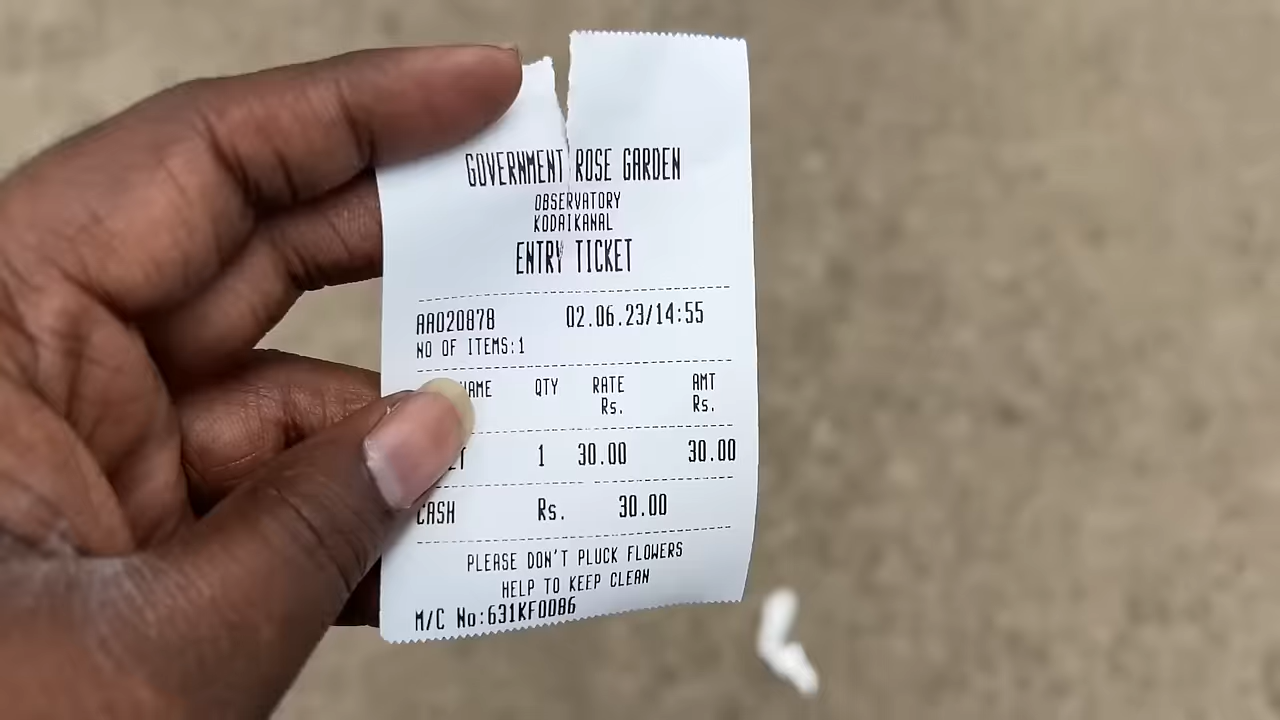 GOVERNMENT ROSE GARDEN
OBSERVATORY
KODAIKANAL
ENTRY TICKET
AA020878 02.06.23/14:55
NO OF ITEMS:1
QTY RATE AMT
Rs. Rs.
1 30.00 30.00
CASH Rs. 30.00
PLEASE DON'T PLUCK FLOWERS
HELP TO KEEP CLEAN
M/C No:631KF0086